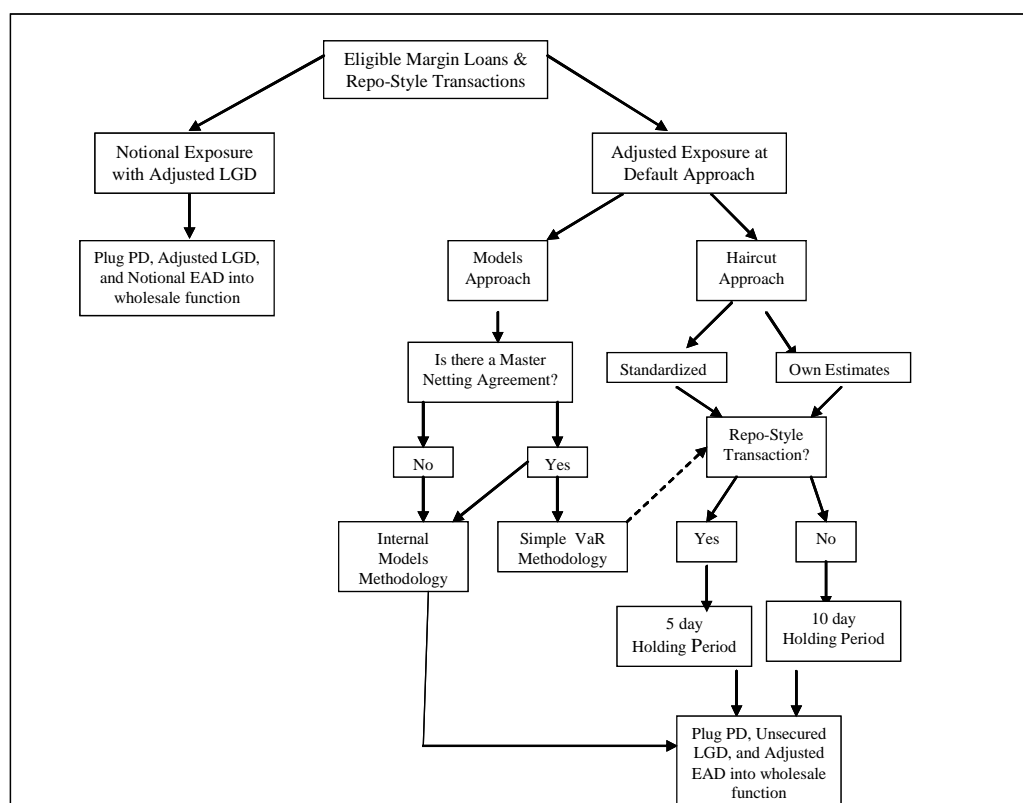 Eligible Margin Loans &
Repo-Style Transactions
Notional Exposure
with Adjusted LGD
Adjusted Exposure at
Default Approach
Plug PD, Adjusted LGD,
and Notional EAD into
wholesale function
Models
Approach
Haircut
Approach
Is there a Master
Netting Agreement?
Standardized
Own Estimates
Repo-Style
Transaction?
No
Yes
Internal
Models
Methodology
Simple VaR
Methodology
Yes
No
5 day
Holding Period
10 day
Holding Period
Plug PD, Unsecured
LGD, and Adjusted
EAD into wholesale
function